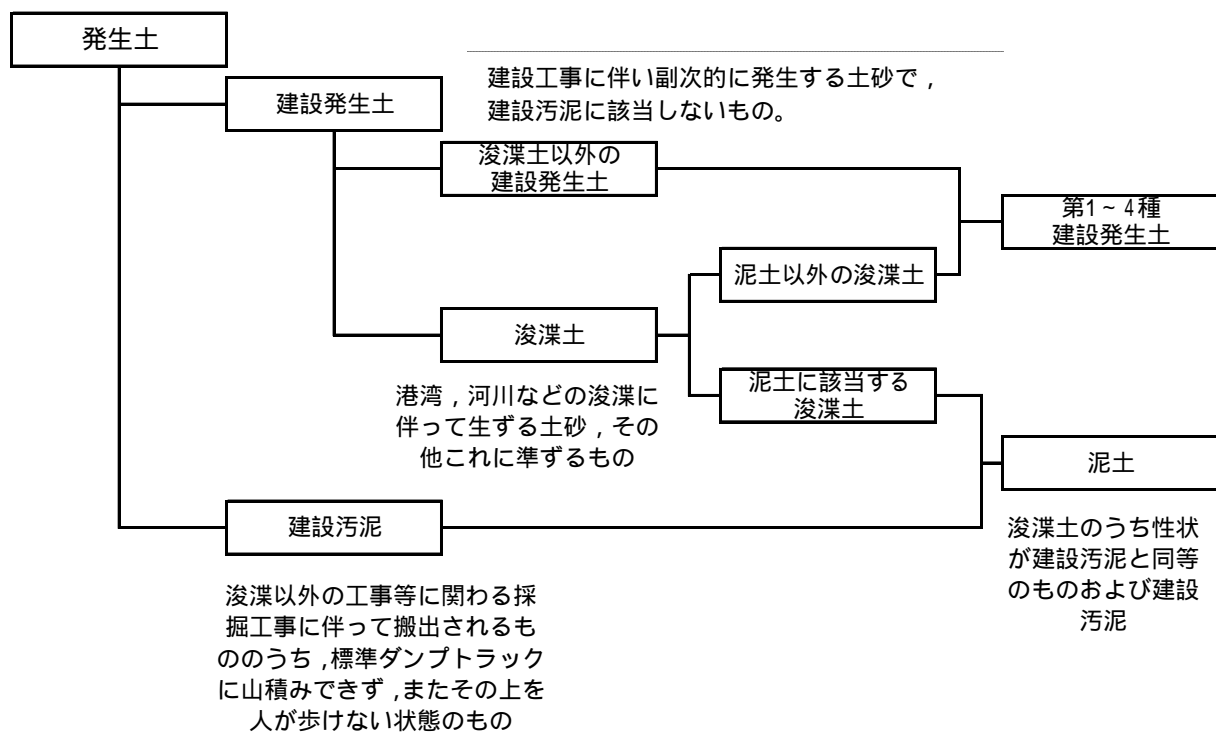 発生土
建設発生土
建設工事に伴い副次的に発生する土砂で，
建設汚泥に該当しないもの。
浚渫土以外の
建設発生土
第1～4種
建設発生土
泥土以外の浚渫土
浚渫土
港湾，河川などの浚渫に
伴って生ずる土砂，その
他これに準ずるもの
泥土に該当する
浚渫土
泥土
浚渫土のうち性状
が建設汚泥と同等
のものおよび建設
汚泥
建設汚泥
浚渫以外の工事等に関わる採
掘工事に伴って搬出されるも
ののうち，標準ダンプトラック
に山積みできず，またその上を
人が歩けない状態のもの